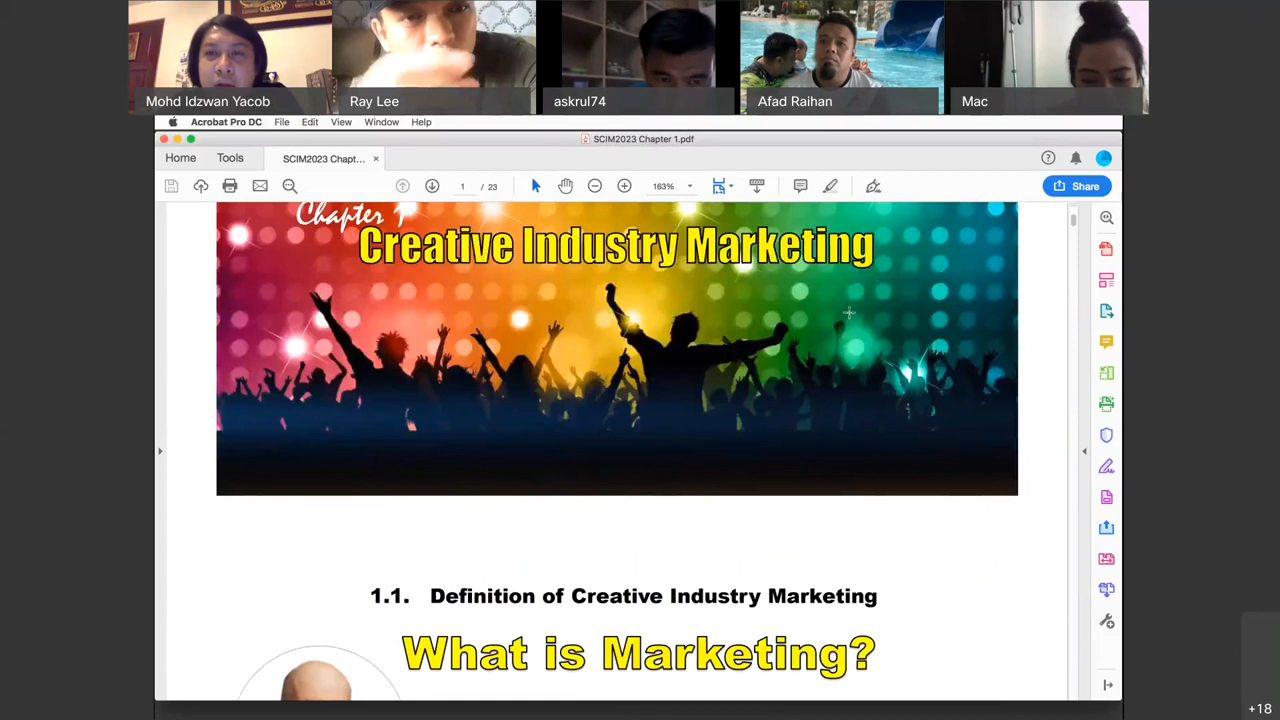 Mohd Idzwan Yacob
Ray Lee
askrul74
Afad Raihan
Mac
Acrobat Pro DC File Edit View Window Help
SCIM2023 Chapter 1.pdf
Home Tools SCIM2023 Chapt... ×
1 / 23 163% Share
Chapter 1
Creative Industry Marketing
1.1. Definition of Creative Industry Marketing
What is Marketing?
+18